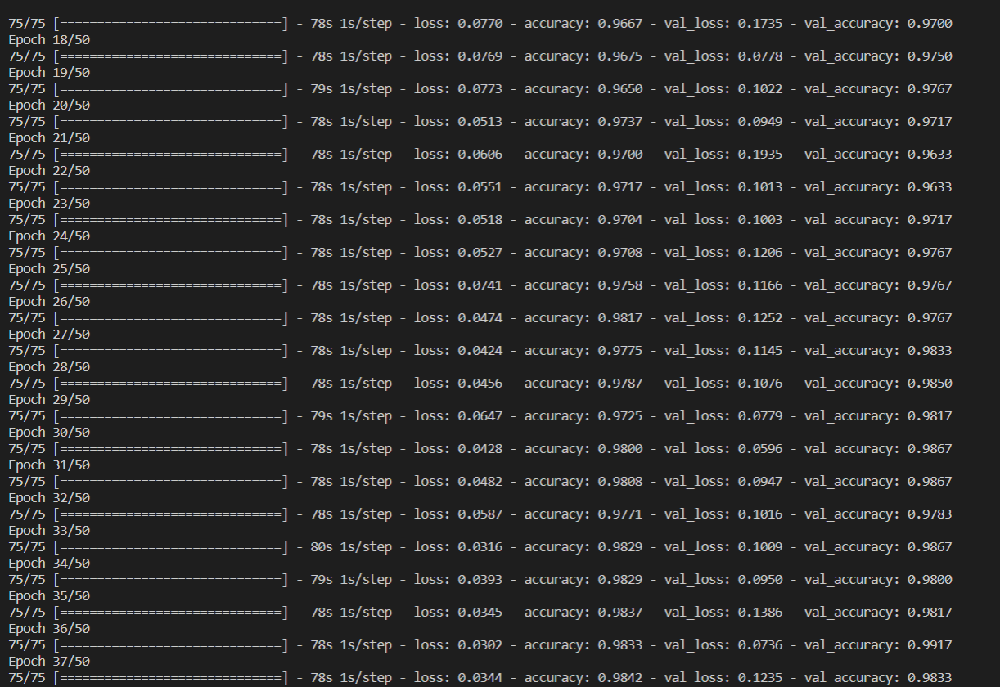 75/75 [==============================] - 78s 1s/step - loss: 0.0770 - accuracy: 0.9667 - val_loss: 0.1735 - val_accuracy: 0.9700
Epoch 18/50
75/75 [==============================] - 78s 1s/step - loss: 0.0769 - accuracy: 0.9675 - val_loss: 0.0778 - val_accuracy: 0.9750
Epoch 19/50
75/75 [==============================] - 79s 1s/step - loss: 0.0773 - accuracy: 0.9650 - val_loss: 0.1022 - val_accuracy: 0.9767
Epoch 20/50
75/75 [==============================] - 78s 1s/step - loss: 0.0513 - accuracy: 0.9737 - val_loss: 0.0949 - val_accuracy: 0.9717
Epoch 21/50
75/75 [==============================] - 78s 1s/step - loss: 0.0606 - accuracy: 0.9700 - val_loss: 0.1935 - val_accuracy: 0.9633
Epoch 22/50
75/75 [==============================] - 78s 1s/step - loss: 0.0551 - accuracy: 0.9717 - val_loss: 0.1013 - val_accuracy: 0.9633
Epoch 23/50
75/75 [==============================] - 78s 1s/step - loss: 0.0518 - accuracy: 0.9704 - val_loss: 0.1003 - val_accuracy: 0.9717
Epoch 24/50
75/75 [==============================] - 78s 1s/step - loss: 0.0527 - accuracy: 0.9708 - val_loss: 0.1206 - val_accuracy: 0.9767
Epoch 25/50
75/75 [==============================] - 78s 1s/step - loss: 0.0741 - accuracy: 0.9758 - val_loss: 0.1166 - val_accuracy: 0.9767
Epoch 26/50
75/75 [==============================] - 78s 1s/step - loss: 0.0474 - accuracy: 0.9817 - val_loss: 0.1252 - val_accuracy: 0.9767
Epoch 27/50
75/75 [==============================] - 78s 1s/step - loss: 0.0424 - accuracy: 0.9775 - val_loss: 0.1145 - val_accuracy: 0.9833
Epoch 28/50
75/75 [==============================] - 78s 1s/step - loss: 0.0456 - accuracy: 0.9787 - val_loss: 0.1076 - val_accuracy: 0.9850
Epoch 29/50
75/75 [==============================] - 79s 1s/step - loss: 0.0647 - accuracy: 0.9725 - val_loss: 0.0779 - val_accuracy: 0.9817
Epoch 30/50
75/75 [==============================] - 78s 1s/step - loss: 0.0428 - accuracy: 0.9800 - val_loss: 0.0596 - val_accuracy: 0.9867
Epoch 31/50
75/75 [==============================] - 78s 1s/step - loss: 0.0482 - accuracy: 0.9808 - val_loss: 0.0947 - val_accuracy: 0.9867
Epoch 32/50
75/75 [==============================] - 78s 1s/step - loss: 0.0587 - accuracy: 0.9771 - val_loss: 0.1016 - val_accuracy: 0.9783
Epoch 33/50
75/75 [==============================] - 80s 1s/step - loss: 0.0316 - accuracy: 0.9829 - val_loss: 0.1009 - val_accuracy: 0.9867
Epoch 34/50
75/75 [==============================] - 79s 1s/step - loss: 0.0393 - accuracy: 0.9829 - val_loss: 0.0950 - val_accuracy: 0.9800
Epoch 35/50
75/75 [==============================] - 78s 1s/step - loss: 0.0345 - accuracy: 0.9837 - val_loss: 0.1386 - val_accuracy: 0.9817
Epoch 36/50
75/75 [==============================] - 78s 1s/step - loss: 0.0302 - accuracy: 0.9833 - val_loss: 0.0736 - val_accuracy: 0.9917
Epoch 37/50
75/75 [==============================] - 78s 1s/step - loss: 0.0344 - accuracy: 0.9842 - val_loss: 0.1235 - val_accuracy: 0.9833